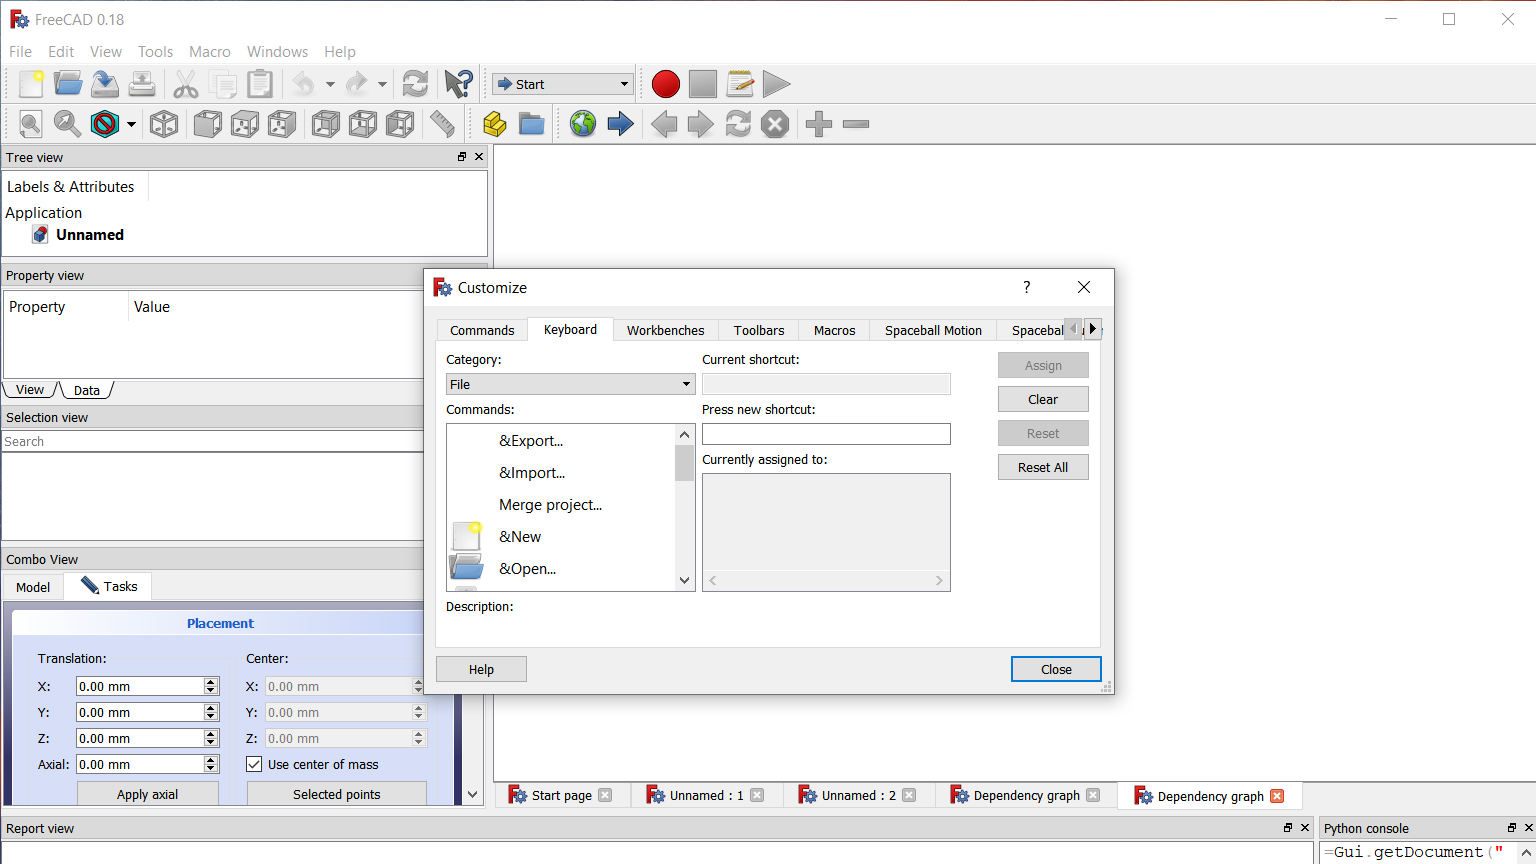 FreeCAD 0.18
File Edit View Tools Macro Windows Help
Start
Tree view
Labels & Attributes
Application
Unnamed
Property view
Property Value
View Data
Selection view
Search
Combo View
Model Tasks
Placement
Translation: Center:
X: 0.00 mm X: 0.00 mm
Y: 0.00 mm Y: 0.00 mm
Z: 0.00 mm Z: 0.00 mm
Axial: 0.00 mm Use center of mass
Apply axial Selected points
Customize
?
Commands Keyboard Workbenches Toolbars Macros Spaceball Motion
Category: Current shortcut: Assign
File
Clear
Commands: Press new shortcut:
&Export... Reset
Currently assigned to:
&Import... Reset All
Merge project...
&New
&Open...
Description:
Help Close
Start page Unnamed : 1 Unnamed : 2 Dependency graph Dependency graph
Report view Python console
=Gui.getDocument("